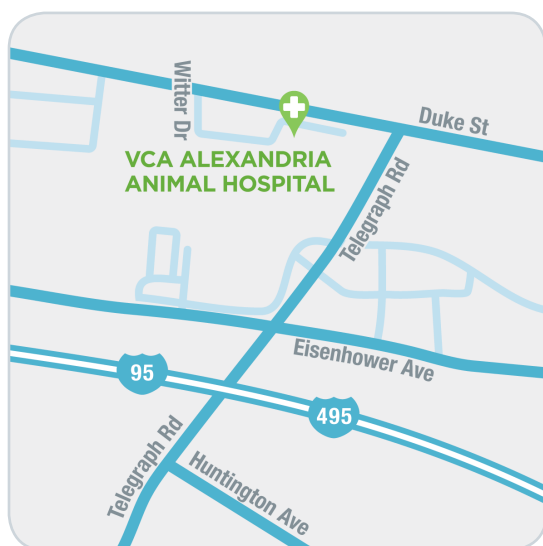 Witter Dr
Duke St
VCA ALEXANDRIA
ANIMAL HOSPITAL
Telegraph Rd
Eisenhower Ave
95
495
Telegraph Rd
Huntington Ave